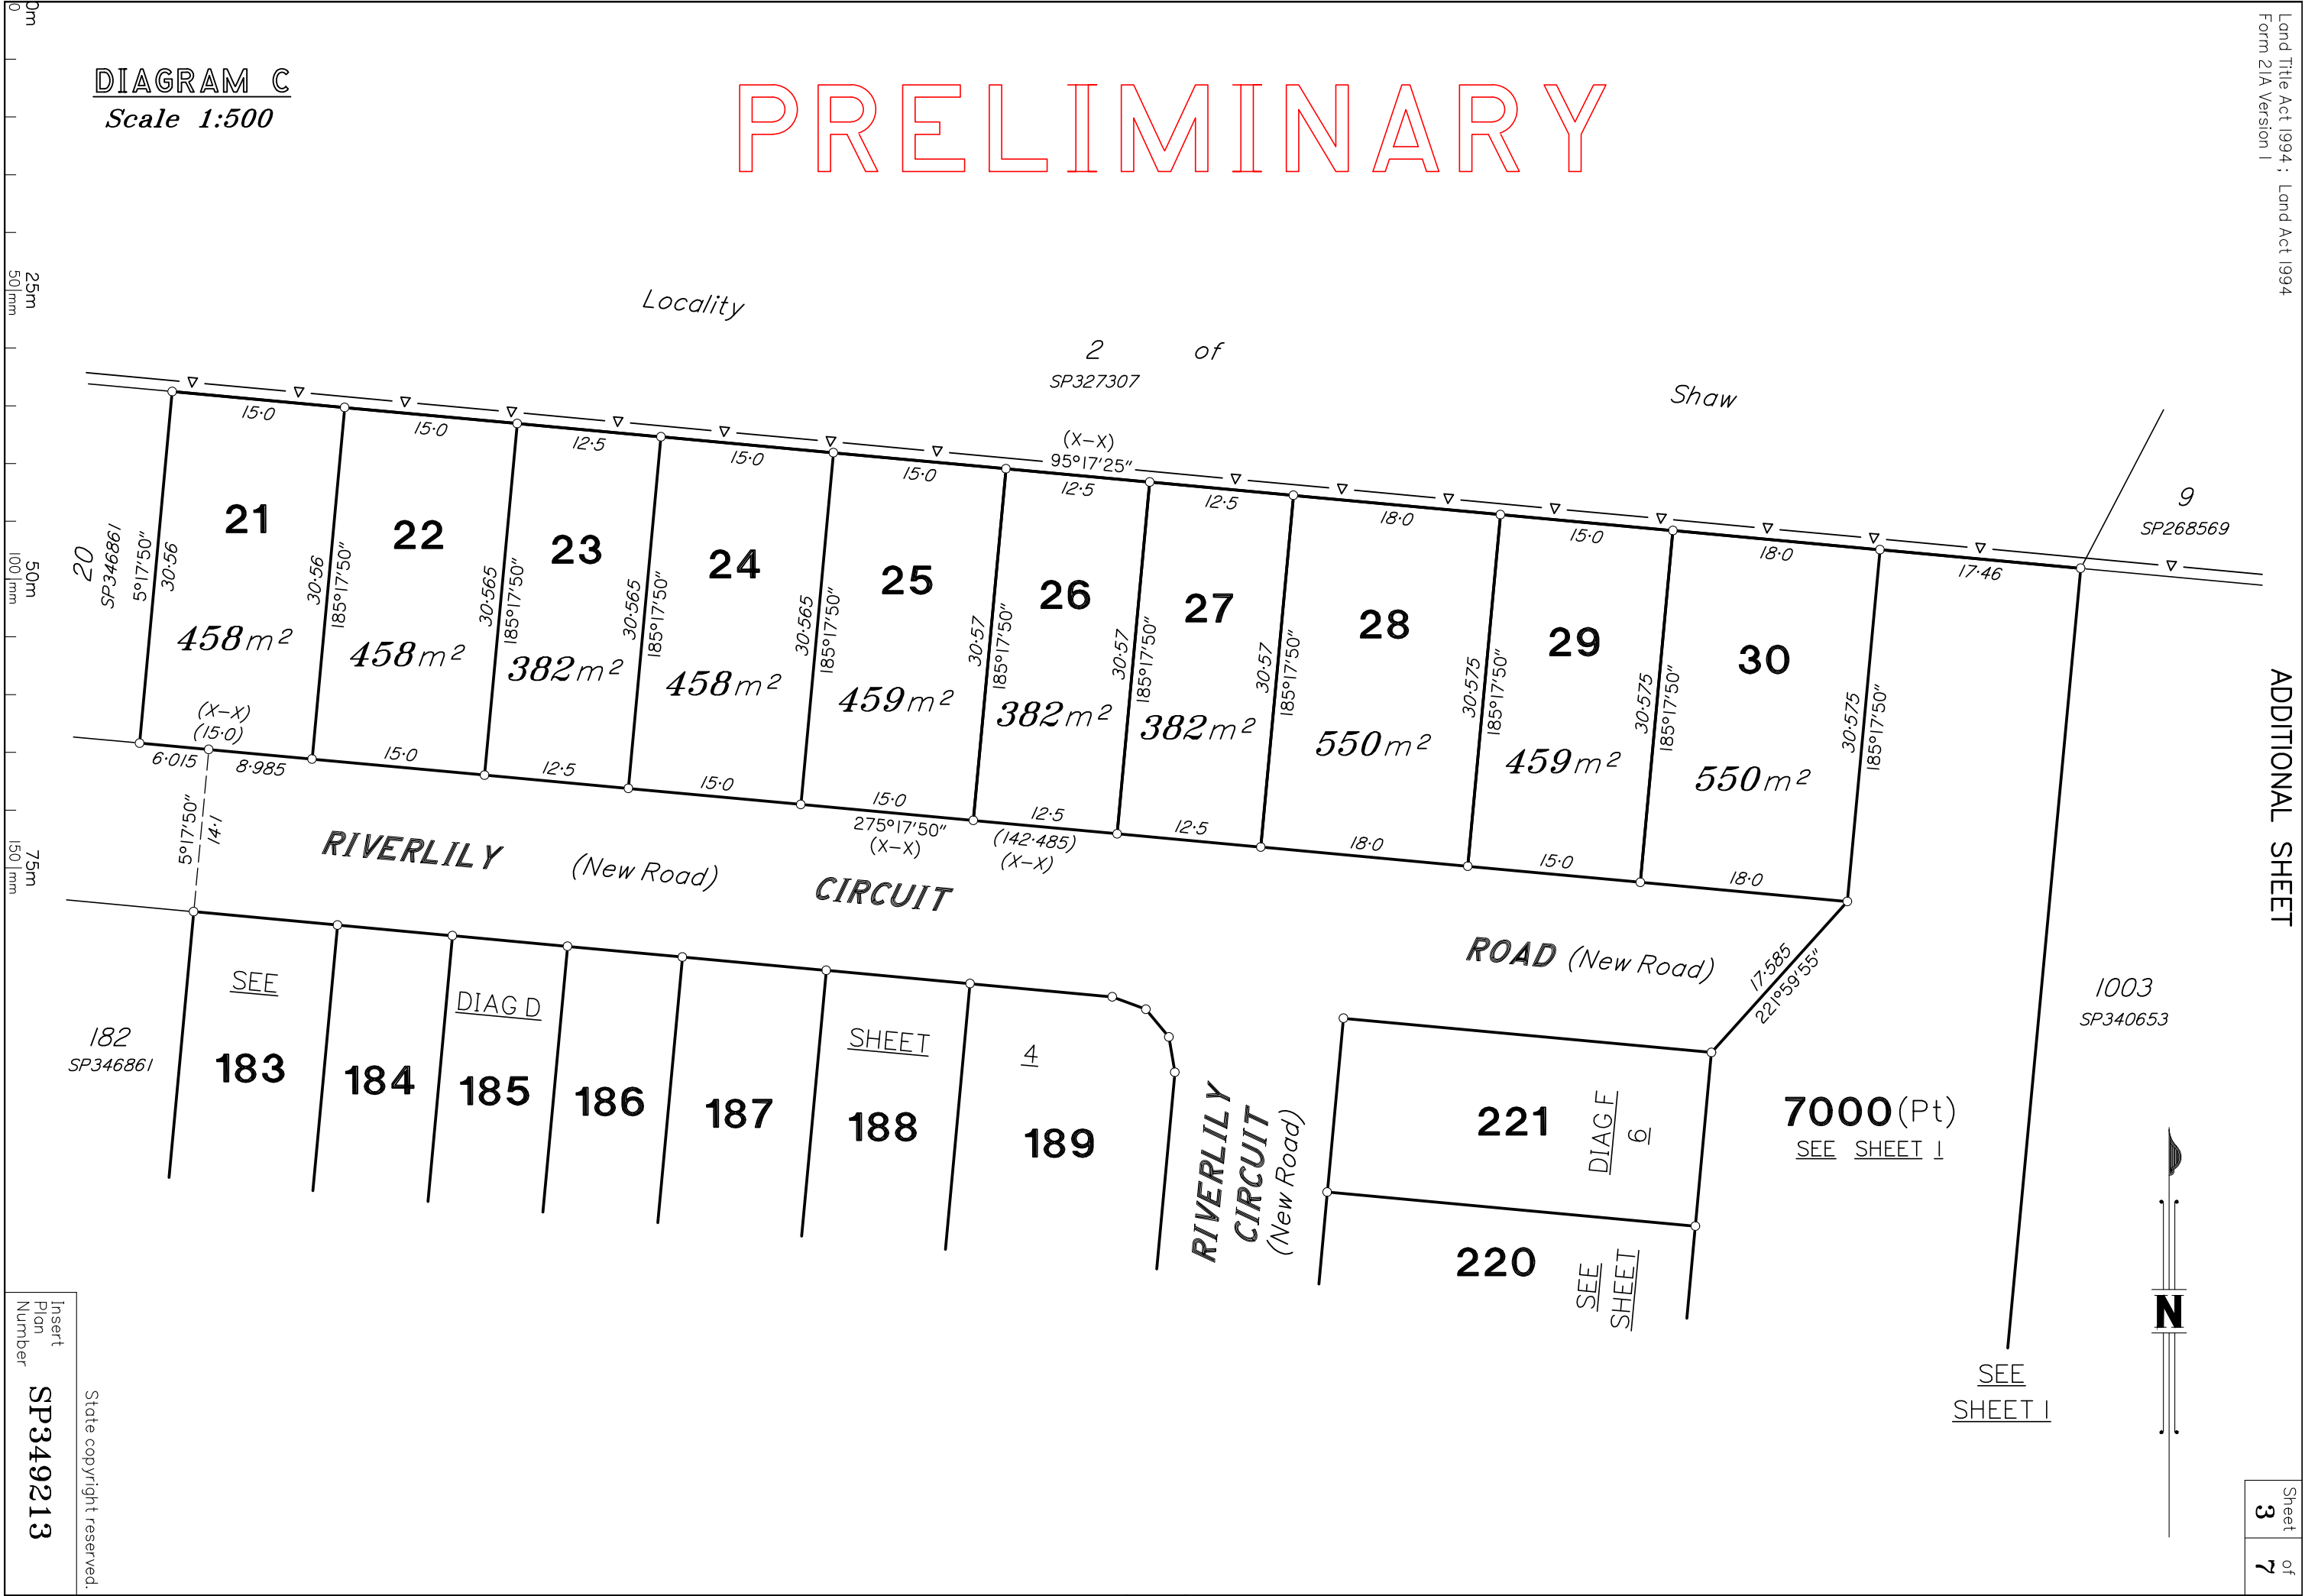 Land Title Act 1994 ; Land Act 1994
Form 21A Version 1
0m
0
25m
50 mm
50m
100 mm
75m
150 mm
DIAGRAM C
Scale 1:500
PRELIMINARY
Locality
2 of
SP327307
Shaw
9
SP268569
(X-X)
95°17'25"
15·0
15·0
12·5
15·0
15·0
12·5
12·5
18·0
15·0
18·0
17·46
20
SP346861
5°17'50"
30·56
21
458m²
30·56
185°17'50"
22
458m²
30·565
185°17'50"
23
382m²
30·565
185°17'50"
24
458m²
30·565
185°17'50"
25
459m²
30·57
185°17'50"
26
382m²
30·57
185°17'50"
27
382m²
30·57
185°17'50"
28
550m²
30·575
185°17'50"
29
459m²
30·575
185°17'50"
30
550m²
30·575
185°17'50"
(X-X)
(15·0)
6·015
8·985
15·0
12·5
15·0
15·0
275°17'50"
(X-X)
12·5
(142·485)
(X-X)
12·5
18·0
15·0
18·0
5°17'50"
14·1
RIVERLILY (New Road) CIRCUIT
ROAD (New Road)
17·585
221°59'55"
1003
SP340653
182
SP346861
SEE
DIAG D
SHEET
4
183
184
185
186
187
188
189
RIVERLILY
CIRCUIT
(New Road)
221
DIAG F
6
220
SEE
SHEET
7000(Pt)
SEE SHEET 1
SEE
SHEET 1
N
ADDITIONAL SHEET
Sheet of
3 7
State copyright reserved.
Insert
Plan
Number
SP349213